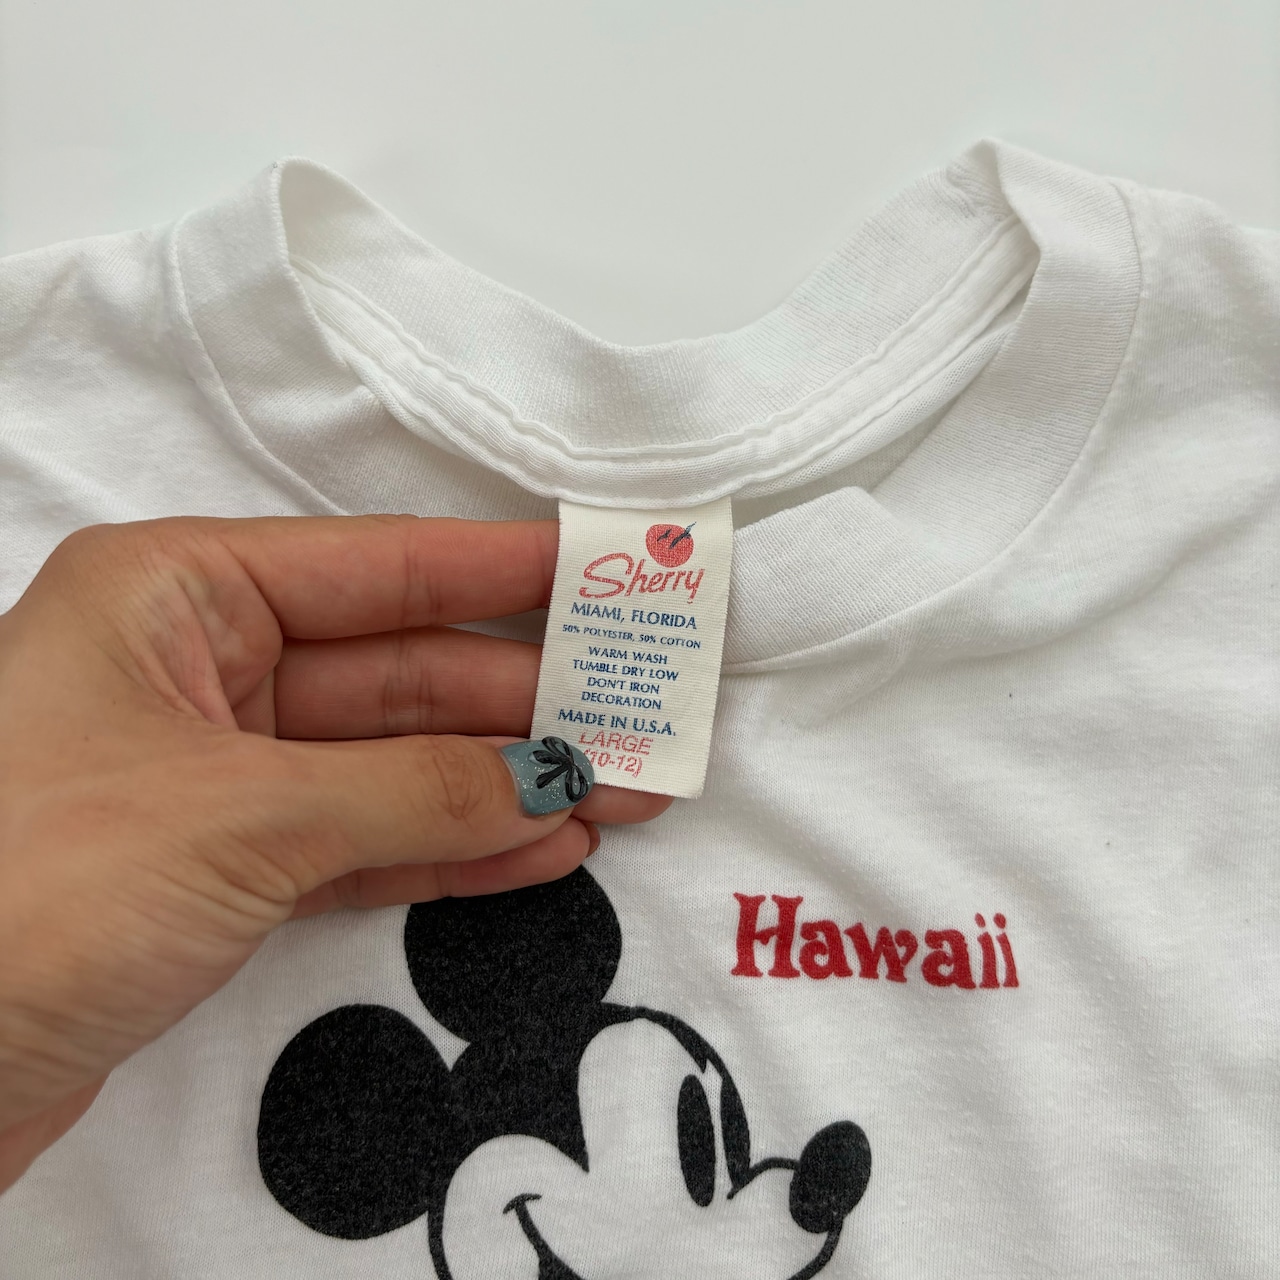 Sherry
MIAMI, FLORIDA
50% POLYESTER, 50% COTTON
WARM WASH
TUMBLE DRY LOW
DON'T IRON
DECORATION
MADE IN U.S.A.
LARGE
(10-12)
Hawaii